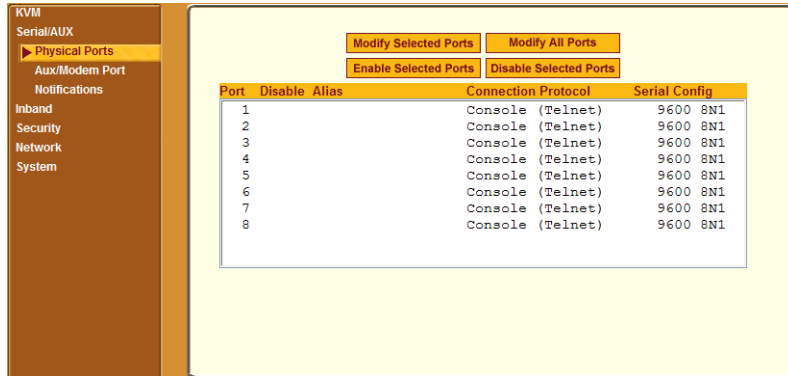 KVM
Serial/AUX
Physical Ports
Aux/Modem Port
Notifications
Inband
Security
Network
System
Modify Selected Ports Modify All Ports
Enable Selected Ports Disable Selected Ports
Port Disable Alias Connection Protocol Serial Config
1 Console (Telnet) 9600 8N1
2 Console (Telnet) 9600 8N1
3 Console (Telnet) 9600 8N1
4 Console (Telnet) 9600 8N1
5 Console (Telnet) 9600 8N1
6 Console (Telnet) 9600 8N1
7 Console (Telnet) 9600 8N1
8 Console (Telnet) 9600 8N1